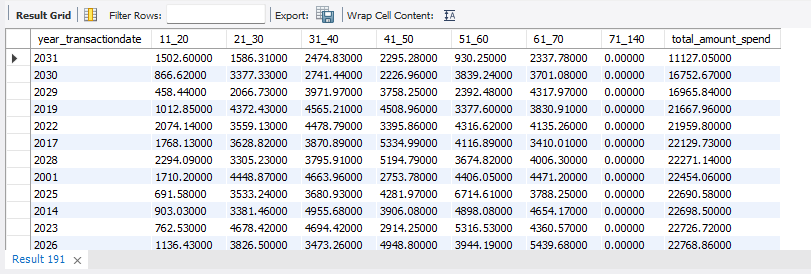 Result Grid Filter Rows: Export: Wrap Cell Content: IA
year_transactiondate 11_20 21_30 31_40 41_50 51_60 61_70 71_140 total_amount_spend
2031 1502.60000 1586.31000 2474.83000 2295.28000 930.25000 2337.78000 0.00000 11127.05000
2030 866.62000 3377.33000 2741.44000 2226.96000 3839.24000 3701.08000 0.00000 16752.67000
2029 458.44000 2066.73000 3971.97000 3758.25000 2392.48000 4317.97000 0.00000 16965.84000
2019 1012.85000 4372.43000 4565.21000 4508.96000 3377.60000 3830.91000 0.00000 21667.96000
2022 2074.14000 3559.13000 4478.79000 3395.86000 4316.62000 4135.26000 0.00000 21959.80000
2017 1768.13000 3628.82000 3870.89000 5334.99000 4116.89000 3410.01000 0.00000 22129.73000
2028 2294.09000 3305.23000 3795.91000 5194.79000 3674.82000 4006.30000 0.00000 22271.14000
2001 1710.20000 4448.87000 4663.96000 2753.78000 4406.05000 4471.20000 0.00000 22454.06000
2025 691.58000 3533.24000 3680.93000 4281.97000 6714.61000 3788.25000 0.00000 22690.58000
2014 903.03000 3381.46000 4955.68000 3906.08000 4898.08000 4654.17000 0.00000 22698.50000
2023 762.53000 4678.42000 4694.42000 2914.25000 5316.53000 4360.57000 0.00000 22726.72000
2026 1136.43000 3826.50000 3473.26000 4948.80000 3944.19000 5439.68000 0.00000 22768.86000
Result 191